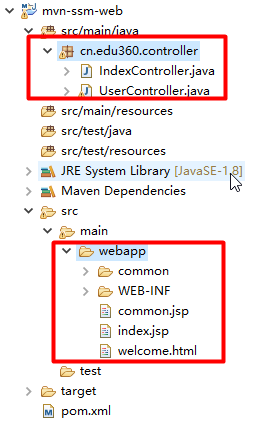 mvn-ssm-web
src/main/java
cn.edu360.controller
IndexController.java
UserController.java
src/main/resources
src/test/java
src/test/resources
JRE System Library [JavaSE-1.8]
Maven Dependencies
src
main
webapp
common
WEB-INF
common.jsp
index.jsp
welcome.html
test
target
pom.xml